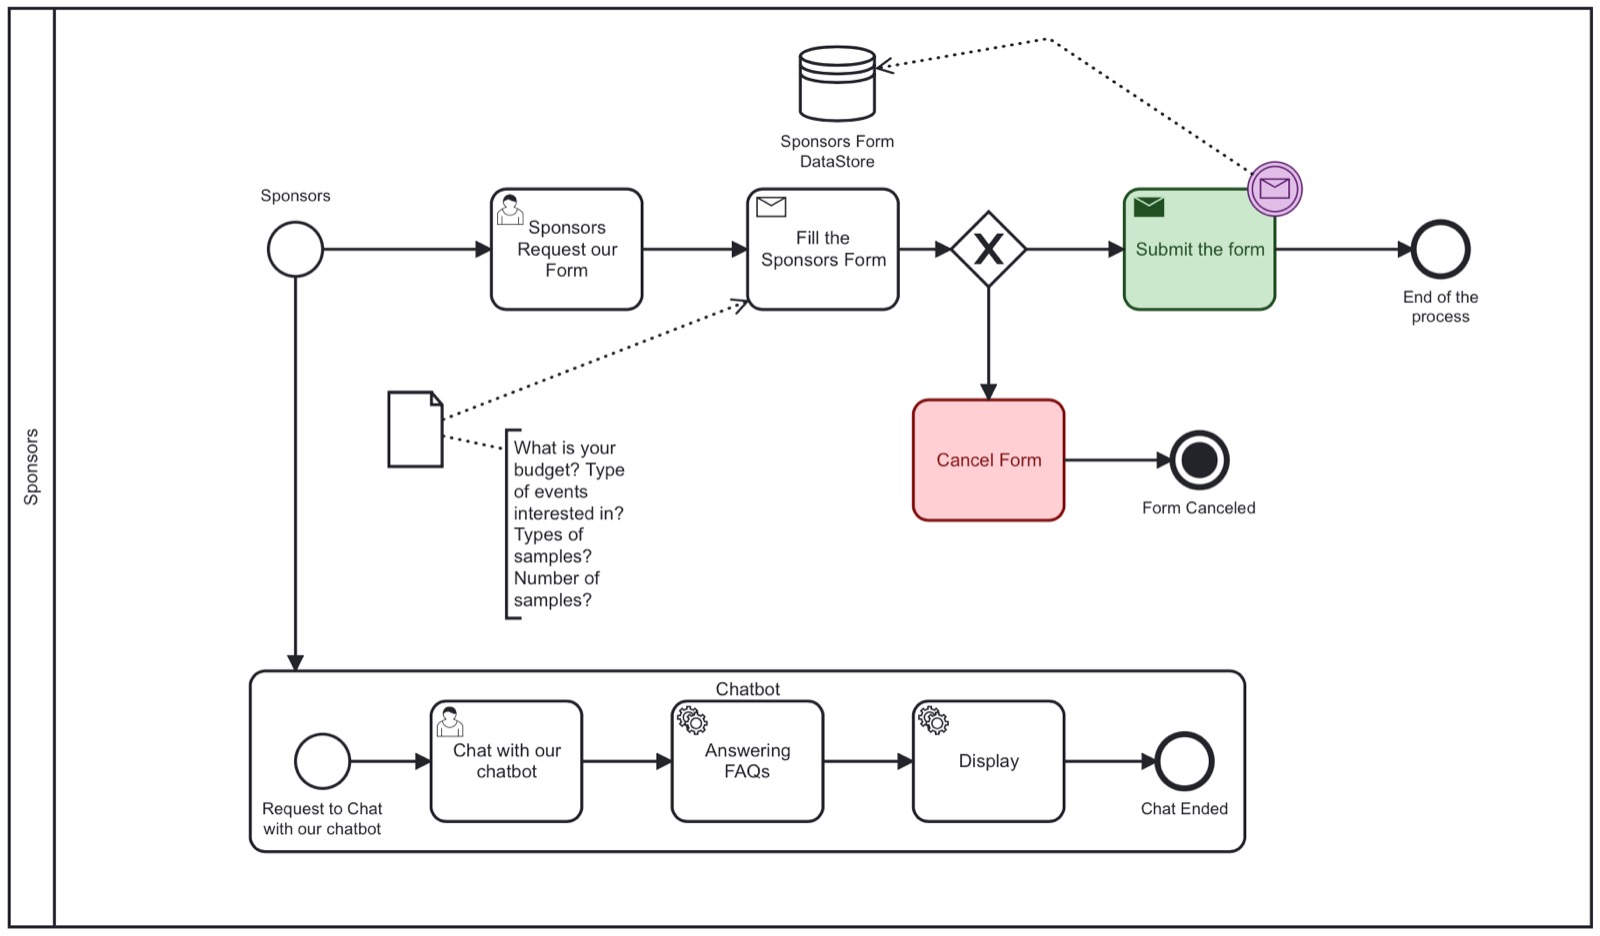 Sponsors
Sponsors Form
DataStore
Sponsors
Sponsors
Request our
Form
Fill the
Sponsors Form
X
Submit the form
End of the
process
What is your
budget? Type
of events
interested in?
Types of
samples?
Number of
samples?
Cancel Form
Form Canceled
Chatbot
Request to Chat
with our chatbot
Chat with our
chatbot
Answering
FAQs
Display
Chat Ended